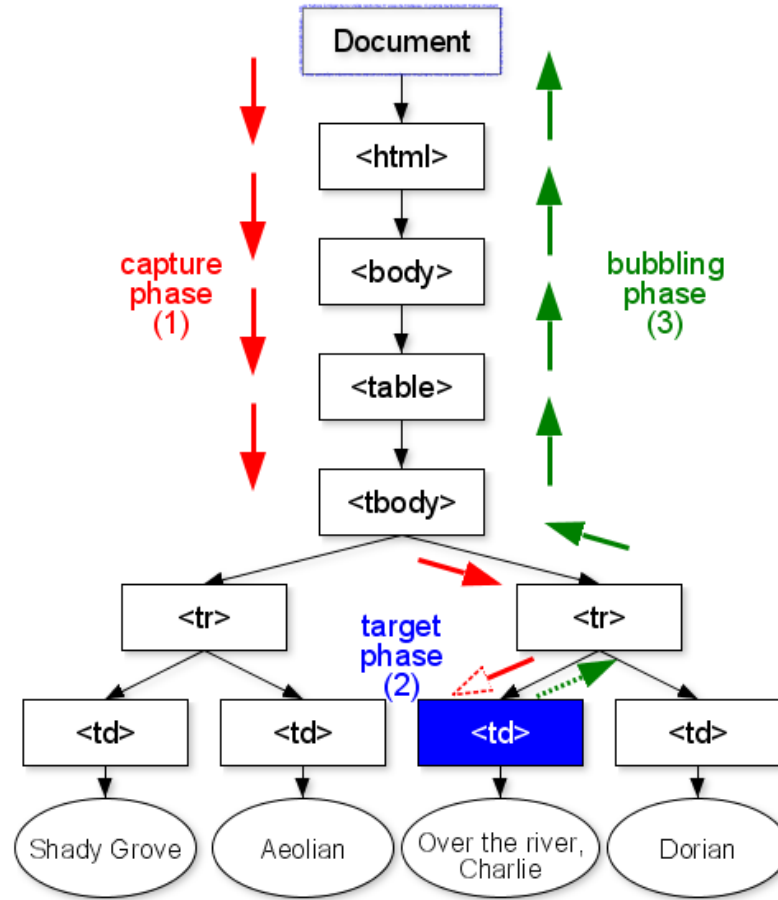 Document
<html>
<body>
capture
phase
(1)
bubbling
phase
(3)
<table>
<tbody>
<tr>
<tr>
target
phase
(2)
<td>
<td>
<td>
<td>
Shady Grove
Aeolian
Over the river,
Charlie
Dorian